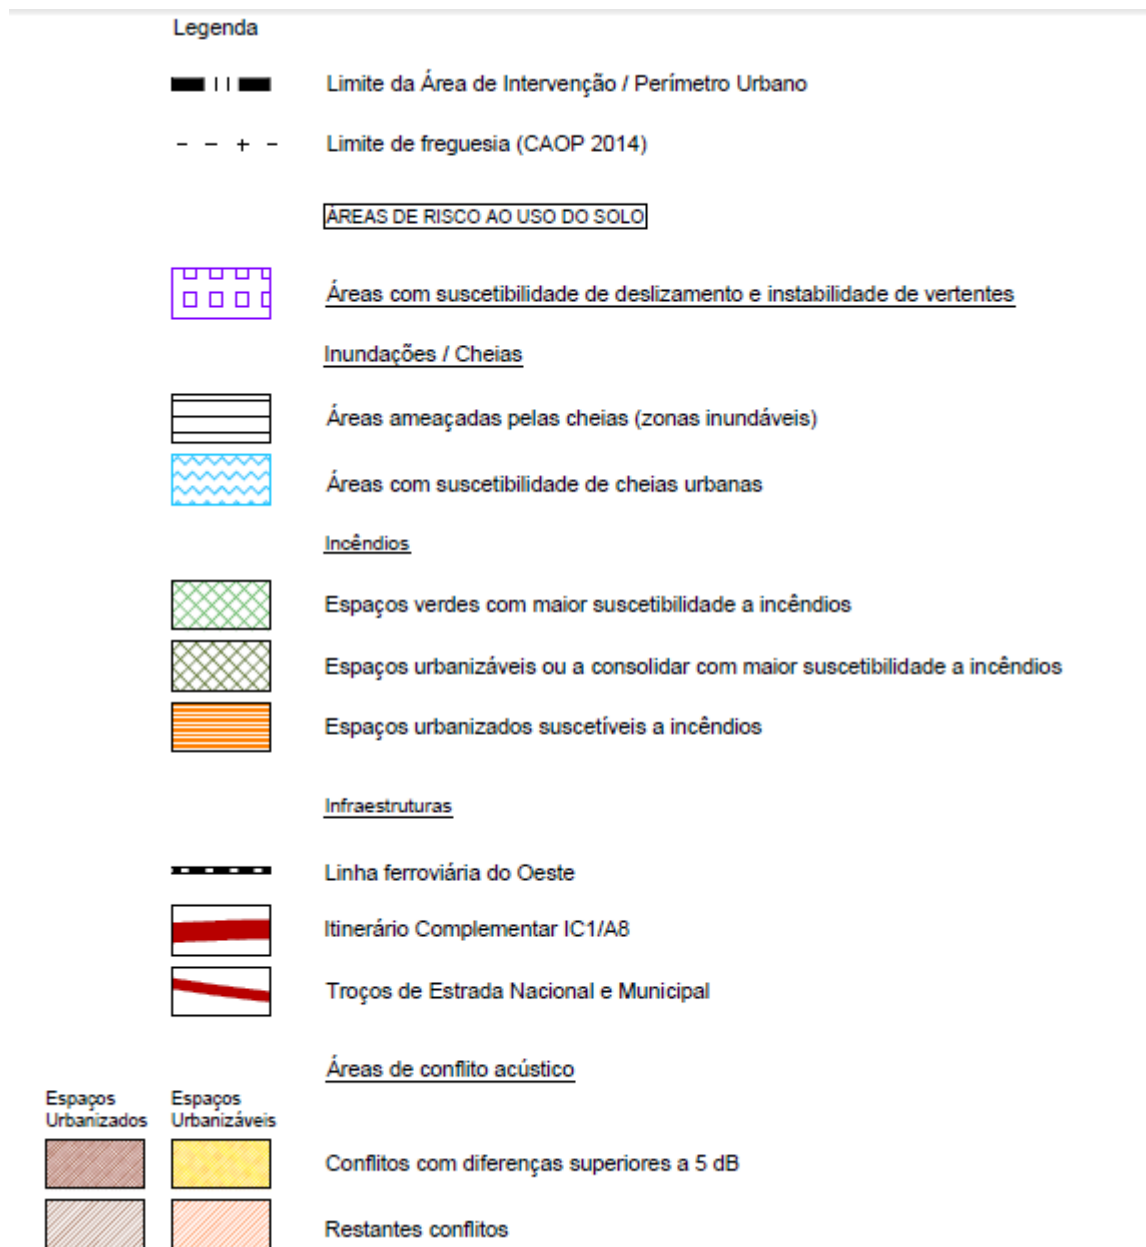 Legenda
Limite da Área de Intervenção / Perímetro Urbano
Limite de freguesia (CAOP 2014)
ÁREAS DE RISCO AO USO DO SOLO
Áreas com suscetibilidade de deslizamento e instabilidade de vertentes
Inundações / Cheias
Áreas ameaçadas pelas cheias (zonas inundáveis)
Áreas com suscetibilidade de cheias urbanas
Incêndios
Espaços verdes com maior suscetibilidade a incêndios
Espaços urbanizáveis ou a consolidar com maior suscetibilidade a incêndios
Espaços urbanizados suscetíveis a incêndios
Infraestruturas
Linha ferroviária do Oeste
Itinerário Complementar IC1/A8
Troços de Estrada Nacional e Municipal
Áreas de conflito acústico
Espaços Urbanizados
Espaços Urbanizáveis
Conflitos com diferenças superiores a 5 dB
Restantes conflitos